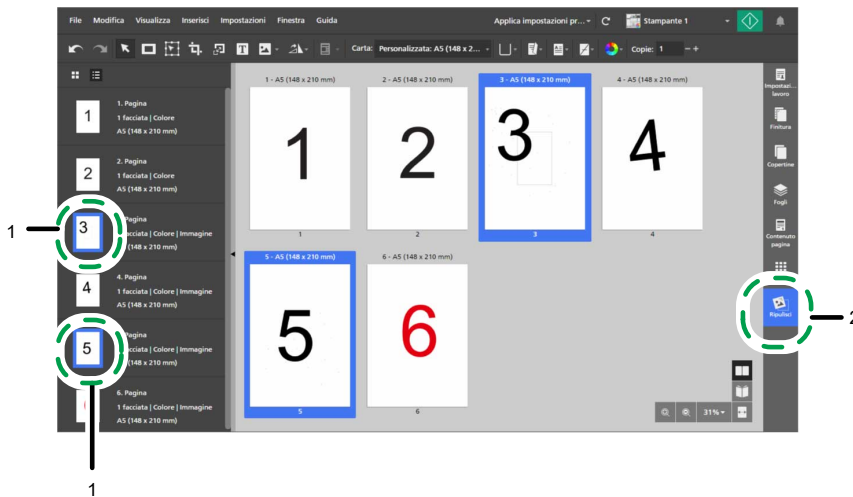 File Modifica Visualizza Inserisci Impostazioni Finestra Guida Applica impostazioni pr... Stampante 1
T Carta: Personalizzata: A5 (148 x 2... Copie: 1 - +
1. Pagina
1 facciata | Colore
A5 (148 x 210 mm)
1
2. Pagina
1 facciata | Colore
A5 (148 x 210 mm)
2
Pagina
facciata | Colore | Immagine
(148 x 210 mm)
3
4. Pagina
1 facciata | Colore | Immagine
A5 (148 x 210 mm)
4
Pagina
facciata | Colore | Immagine
(148 x 210 mm)
5
6. Pagina
1 facciata | Colore | Immagine
A5 (148 x 210 mm)
1 - A5 (148 x 210 mm) 2 - A5 (148 x 210 mm) 3 - A5 (148 x 210 mm) 4 - A5 (148 x 210 mm)
1 2 3 4
1 2 3 4
5 - A5 (148 x 210 mm) 6 - A5 (148 x 210 mm)
5 6
5 6
31%
Impostazi...
lavoro
Finitura
Copertine
Fogli
Contenuto
pagina
Ripulisci
1
2
1